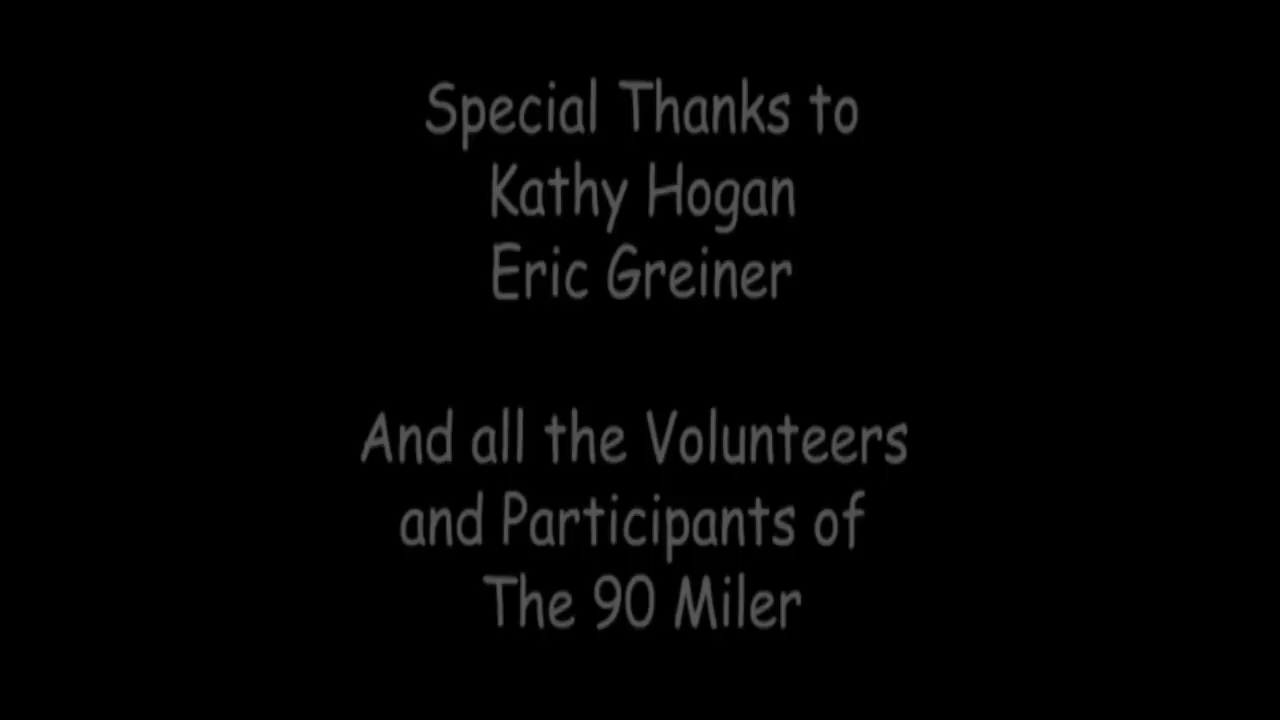 Special Thanks to
Kathy Hogan
Eric Greiner
And all the Volunteers
and Participants of
The 90 Miler